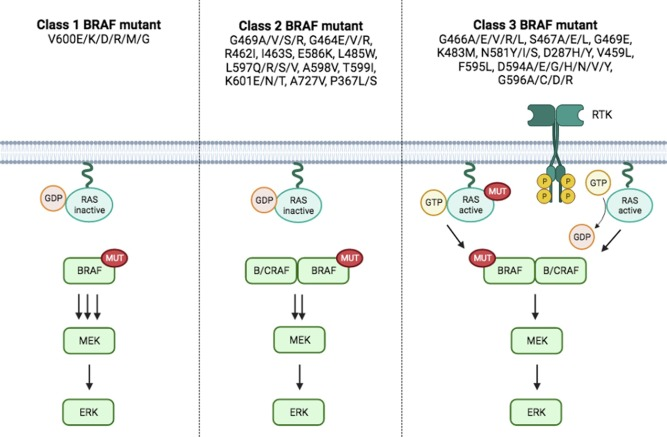 Class 1 BRAF mutant
V600E/K/D/R/M/G
Class 2 BRAF mutant
G469A/V/S/R, G464E/V/R,
R462I, I463S, E586K, L485W,
L597Q/R/S/V, A598V, T599I,
K601E/N/T, A727V, P367L/S
Class 3 BRAF mutant
G466A/E/V/R/L, S467A/E/L, G469E,
K483M, N581Y/I/S, D287H/Y, V459L,
F595L, D594A/E/G/H/N/V/Y,
G596A/C/D/R
RTK
GDP
RAS
inactive
MUT
BRAF
MEK
ERK
GDP
RAS
inactive
MUT
B/CRAF
BRAF
MEK
ERK
GTP
RAS
active
MUT
P
P
P
P
GTP
RAS
active
GDP
MUT
BRAF
B/CRAF
MEK
ERK